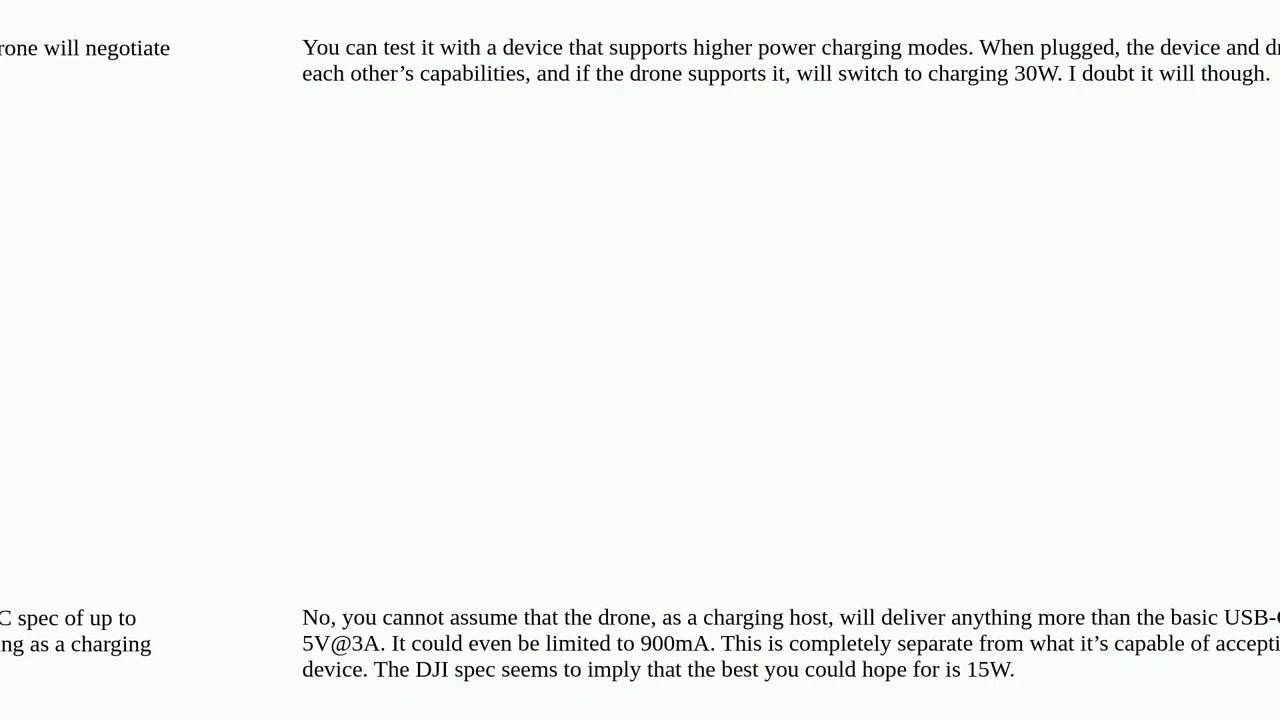 rone will negotiate
You can test it with a device that supports higher power charging modes. When plugged, the device and dr
each other’s capabilities, and if the drone supports it, will switch to charging 30W. I doubt it will though.
C spec of up to
ng as a charging
No, you cannot assume that the drone, as a charging host, will deliver anything more than the basic USB-C
5V@3A. It could even be limited to 900mA. This is completely separate from what it’s capable of accepti
device. The DJI spec seems to imply that the best you could hope for is 15W.